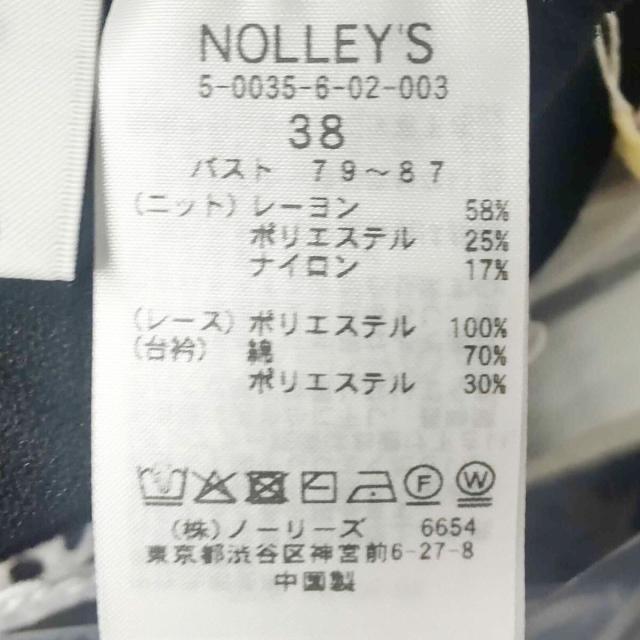 NOLLEY'S
5-0035-6-02-003
38
バスト 79～87
(ニット) レーヨン 58%
ポリエステル 25%
ナイロン 17%
(レース) ポリエステル 100%
(台衿) 綿 70%
ポリエステル 30%
F W
(株)ノーリーズ 6654
東京都渋谷区神宮前6-27-8
中国製